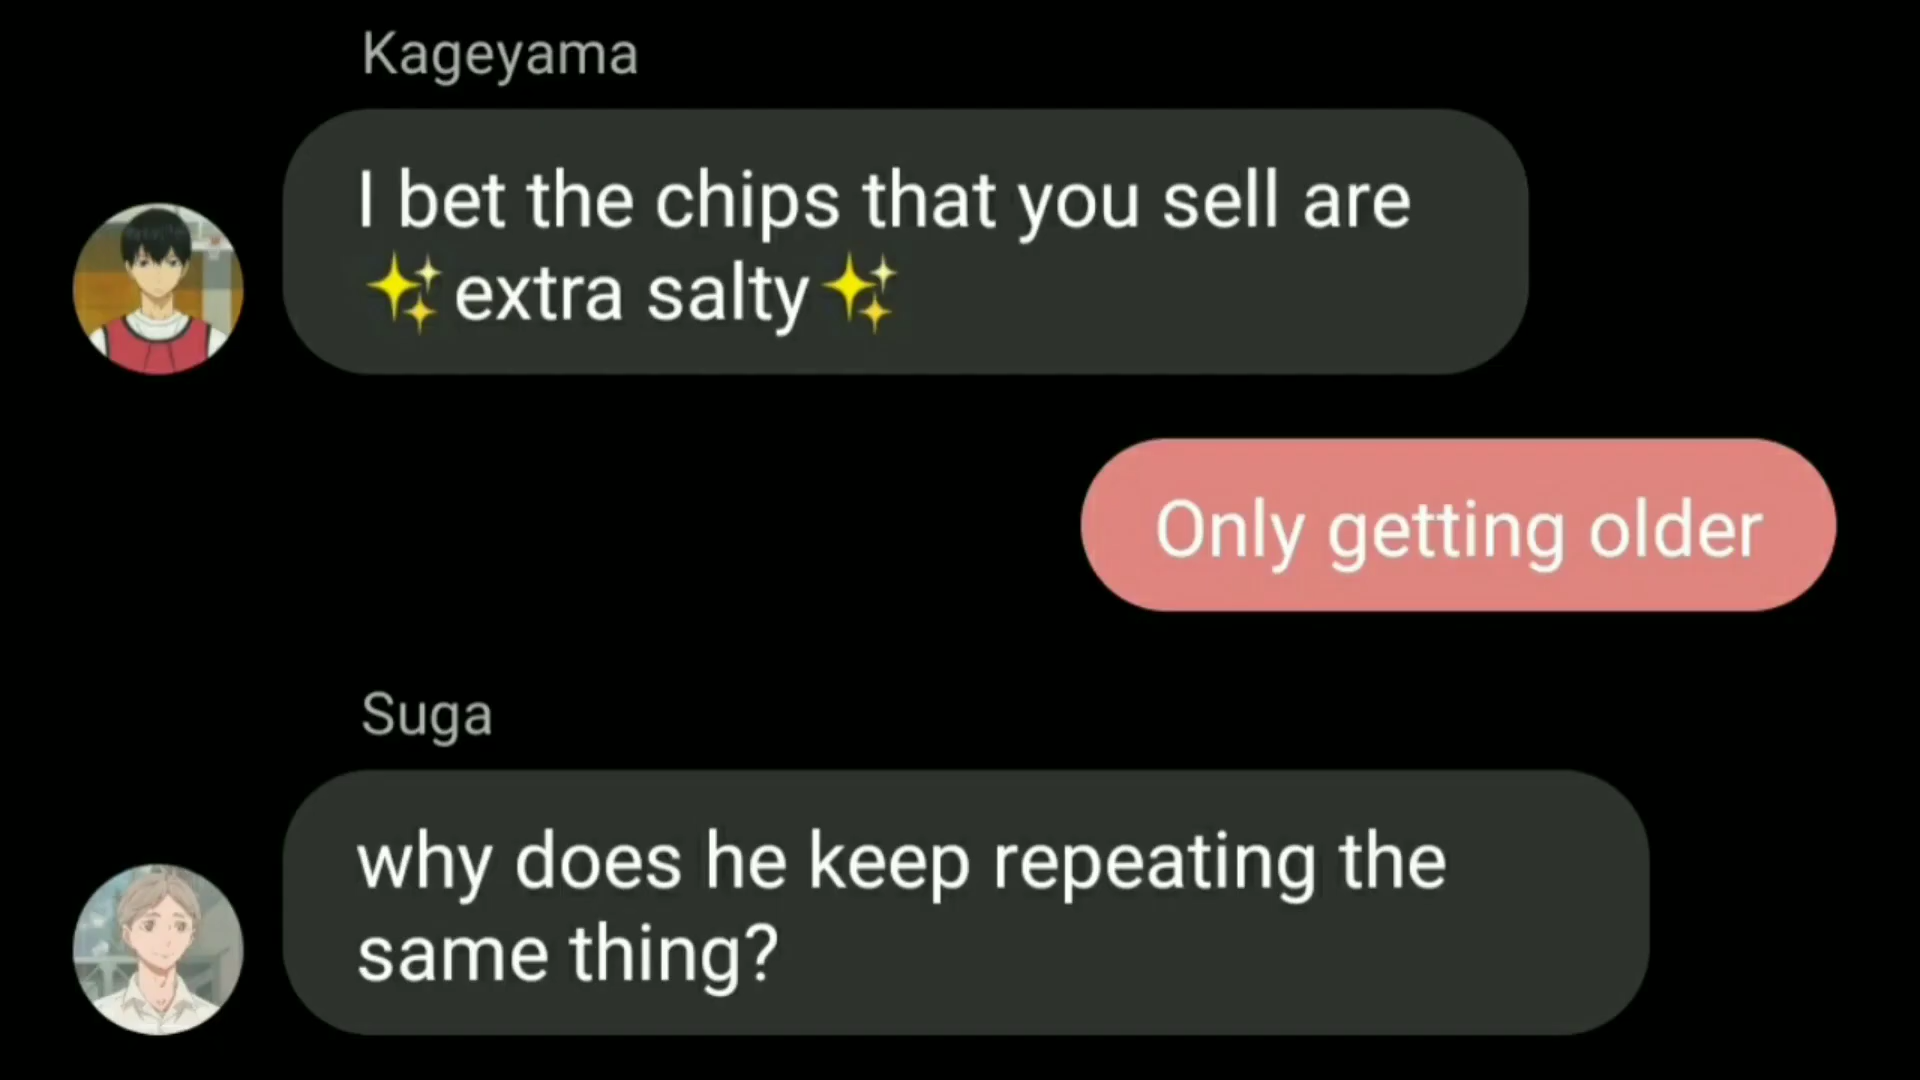 Kageyama
I bet the chips that you sell are
✨extra salty✨
Only getting older
Suga
why does he keep repeating the
same thing?